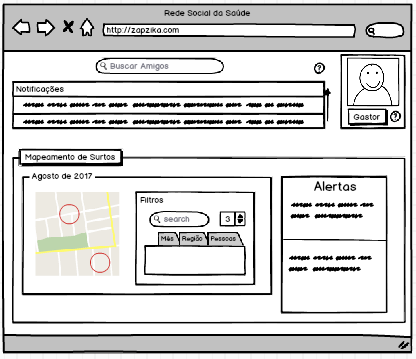 Rede Social da Saúde
http://zapzika.com
Buscar Amigos
?
Notificações
Gastor
?
Mapeamento de Surtos
Agosto de 2017
Filtros
search
3
Mês
Região
Pessoas
Alertas